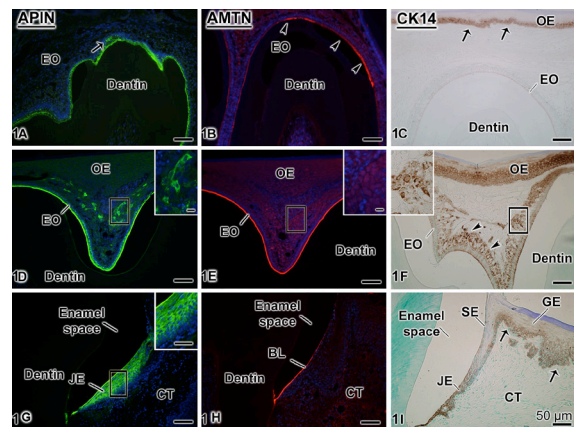 APIN AMTN CK14
EO
Dentin
1A
EO
Dentin
1B
OE
EO
Dentin
1C
OE
EO
Dentin
1D
OE
EO
Dentin
1E
OE
EO
Dentin
1F
Enamel
space
Dentin
JE
CT
1G
Enamel
space
BL
Dentin
CT
1H
Enamel
space
SE
GE
JE
CT
1I
50 µm